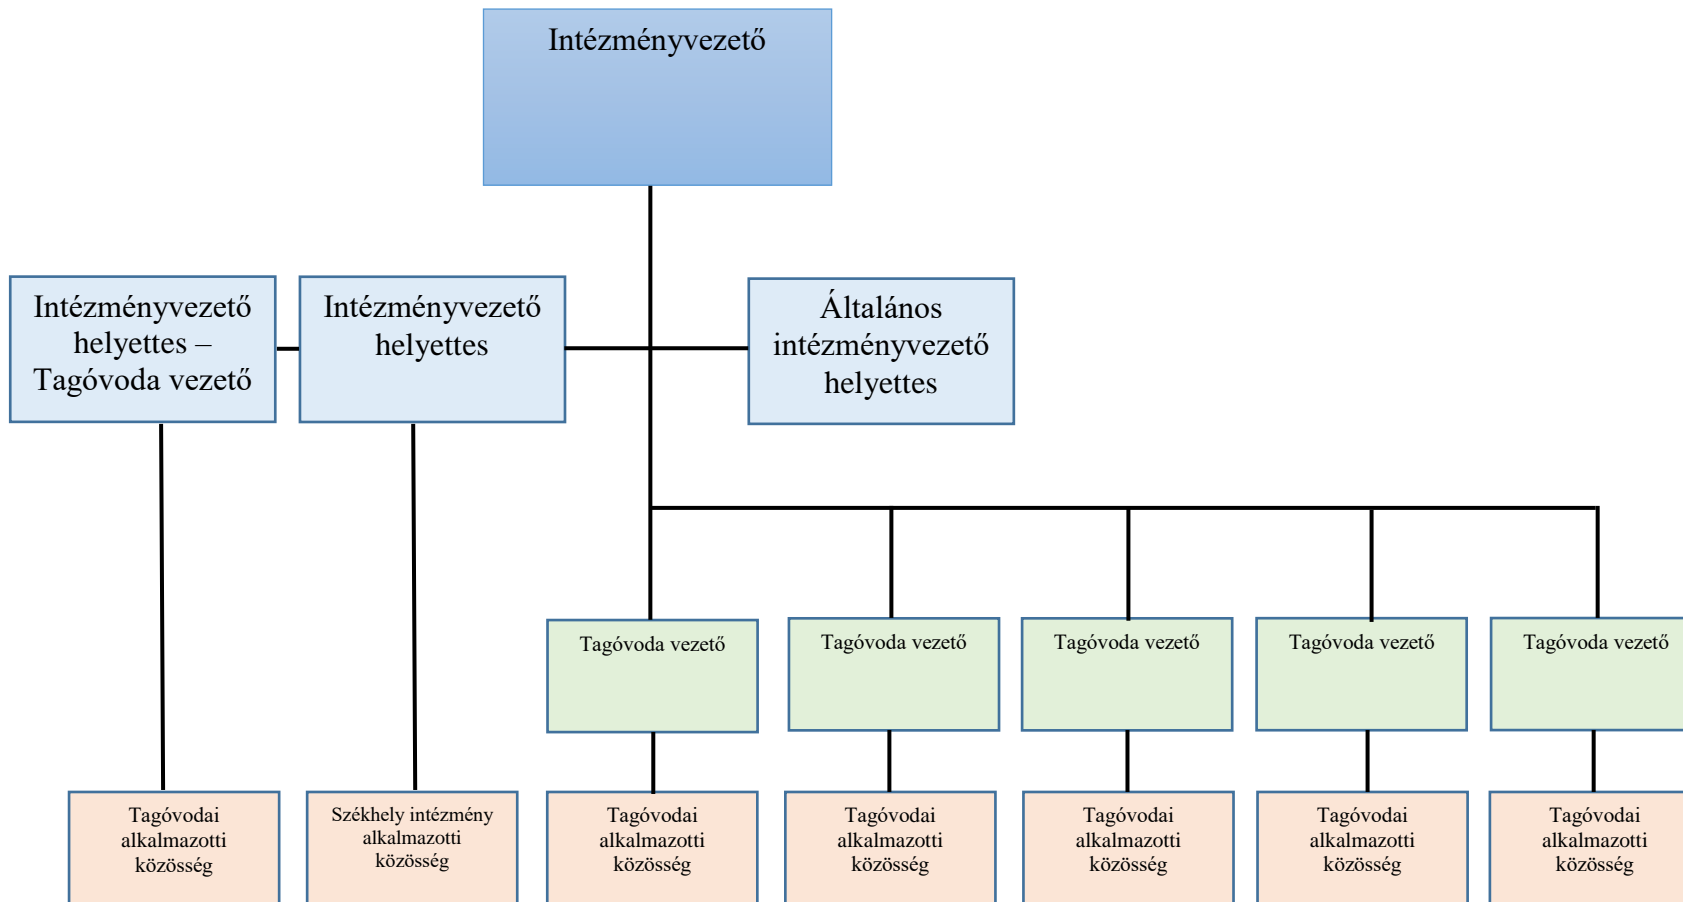 Intézményvezető
Intézményvezető
helyettes –
Tagóvoda vezető
Intézményvezető
helyettes
Általános
intézményvezető
helyettes
Tagóvoda vezető
Tagóvoda vezető
Tagóvoda vezető
Tagóvoda vezető
Tagóvoda vezető
Tagóvodai
alkalmazotti
közösség
Székhely intézmény
alkalmazotti
közösség
Tagóvodai
alkalmazotti
közösség
Tagóvodai
alkalmazotti
közösség
Tagóvodai
alkalmazotti
közösség
Tagóvodai
alkalmazotti
közösség
Tagóvodai
alkalmazotti
közösség